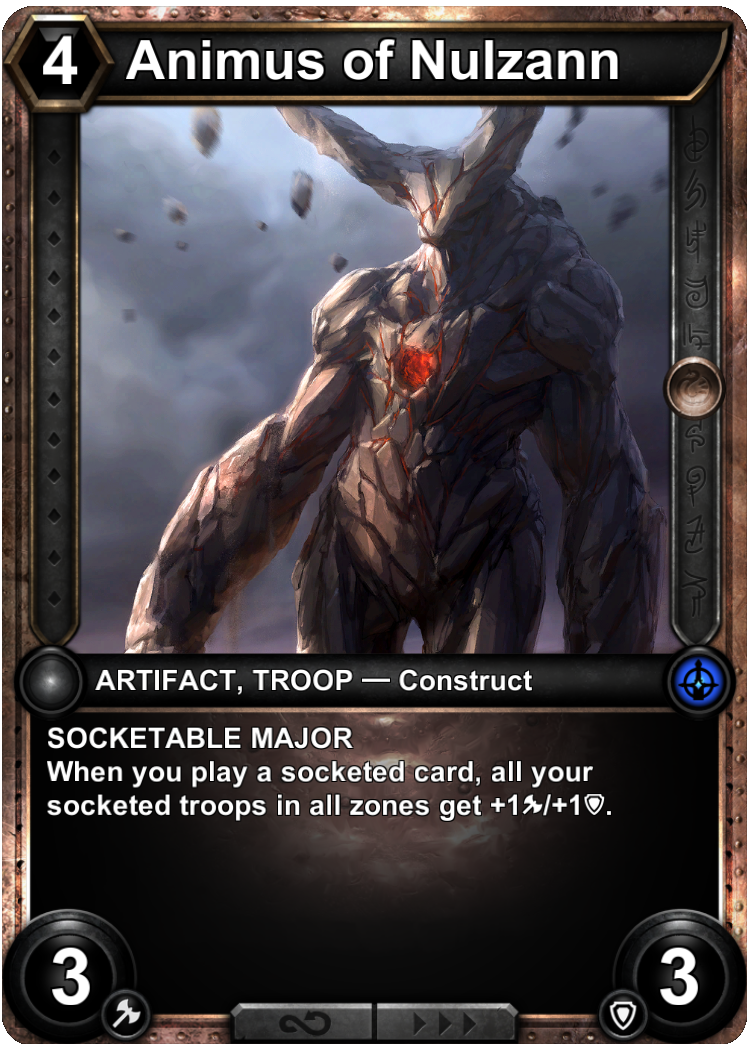 4
Animus of Nulzann
ARTIFACT, TROOP — Construct
SOCKETABLE MAJOR
When you play a socketed card, all your
socketed troops in all zones get +1/+1.
3
3